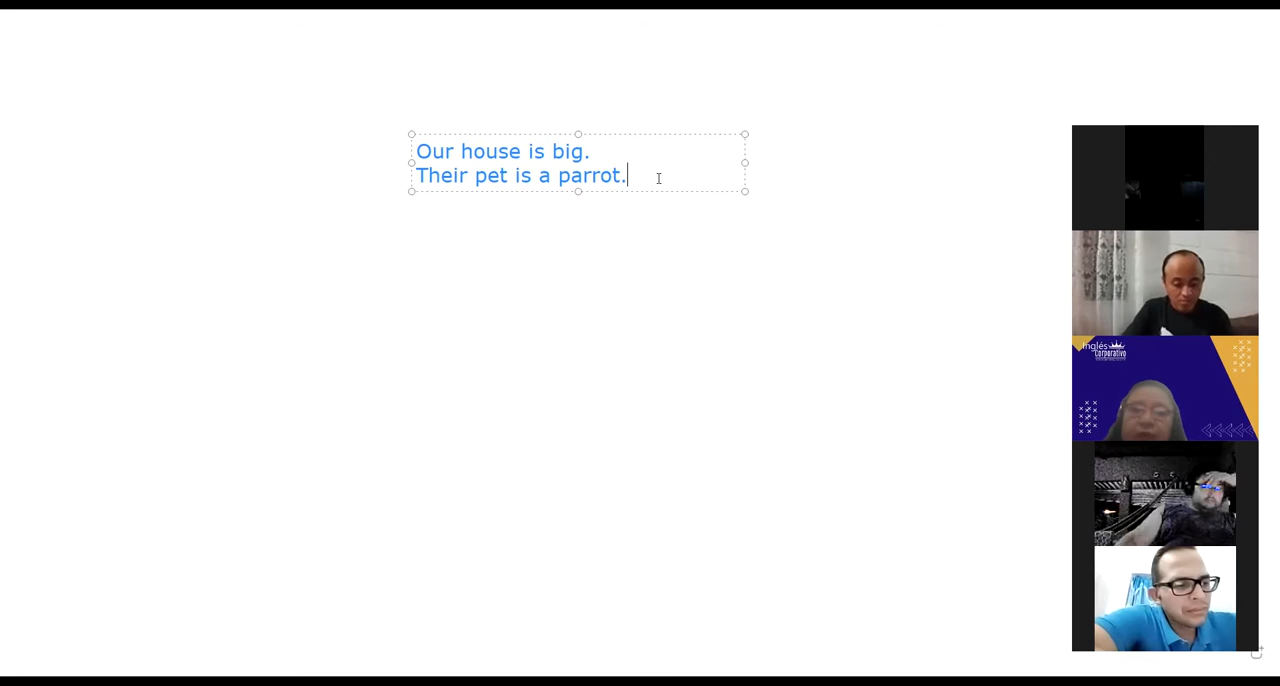 Our house is big.
Their pet is a parrot.
Inglés
Corporativo